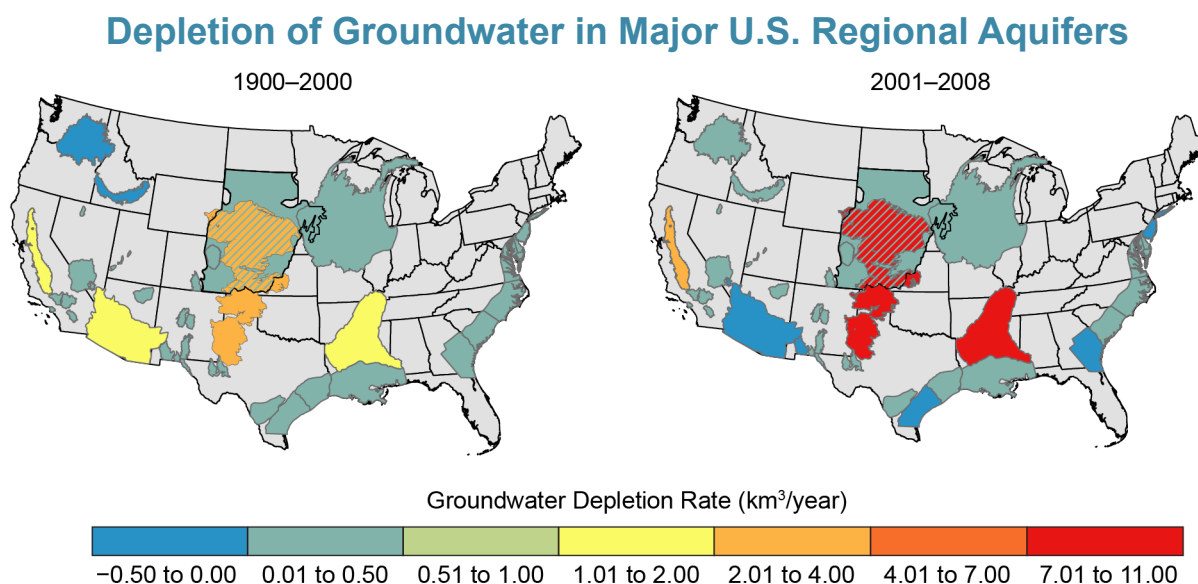 Depletion of Groundwater in Major U.S. Regional Aquifers
1900–2000
2001–2008
Groundwater Depletion Rate (km³/year)
−0.50 to 0.00
0.01 to 0.50
0.51 to 1.00
1.01 to 2.00
2.01 to 4.00
4.01 to 7.00
7.01 to 11.00